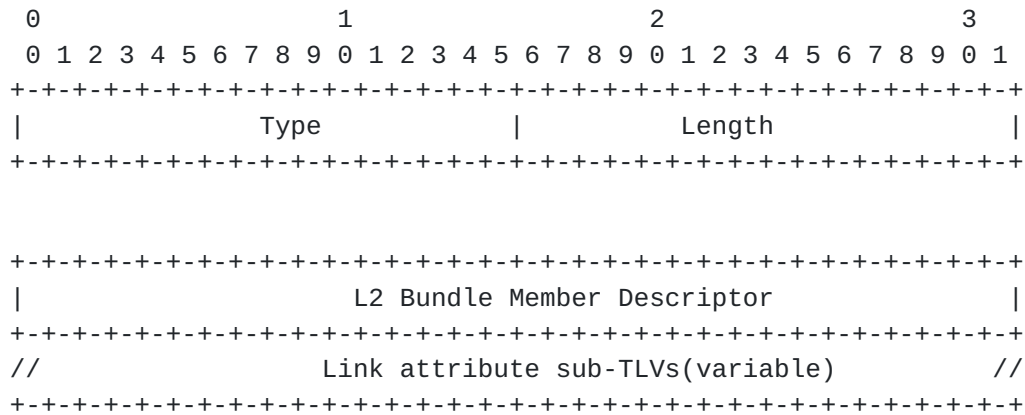 0                   1                   2                   3
 0 1 2 3 4 5 6 7 8 9 0 1 2 3 4 5 6 7 8 9 0 1 2 3 4 5 6 7 8 9 0 1
+-+-+-+-+-+-+-+-+-+-+-+-+-+-+-+-+-+-+-+-+-+-+-+-+-+-+-+-+-+-+-+-+
|               Type            |          Length               |
+-+-+-+-+-+-+-+-+-+-+-+-+-+-+-+-+-+-+-+-+-+-+-+-+-+-+-+-+-+-+-+-+
+-+-+-+-+-+-+-+-+-+-+-+-+-+-+-+-+-+-+-+-+-+-+-+-+-+-+-+-+-+-+-+-+
|                     L2 Bundle Member Descriptor               |
+-+-+-+-+-+-+-+-+-+-+-+-+-+-+-+-+-+-+-+-+-+-+-+-+-+-+-+-+-+-+-+-+
//                  Link attribute sub-TLVs(variable)          //
+-+-+-+-+-+-+-+-+-+-+-+-+-+-+-+-+-+-+-+-+-+-+-+-+-+-+-+-+-+-+-+-+